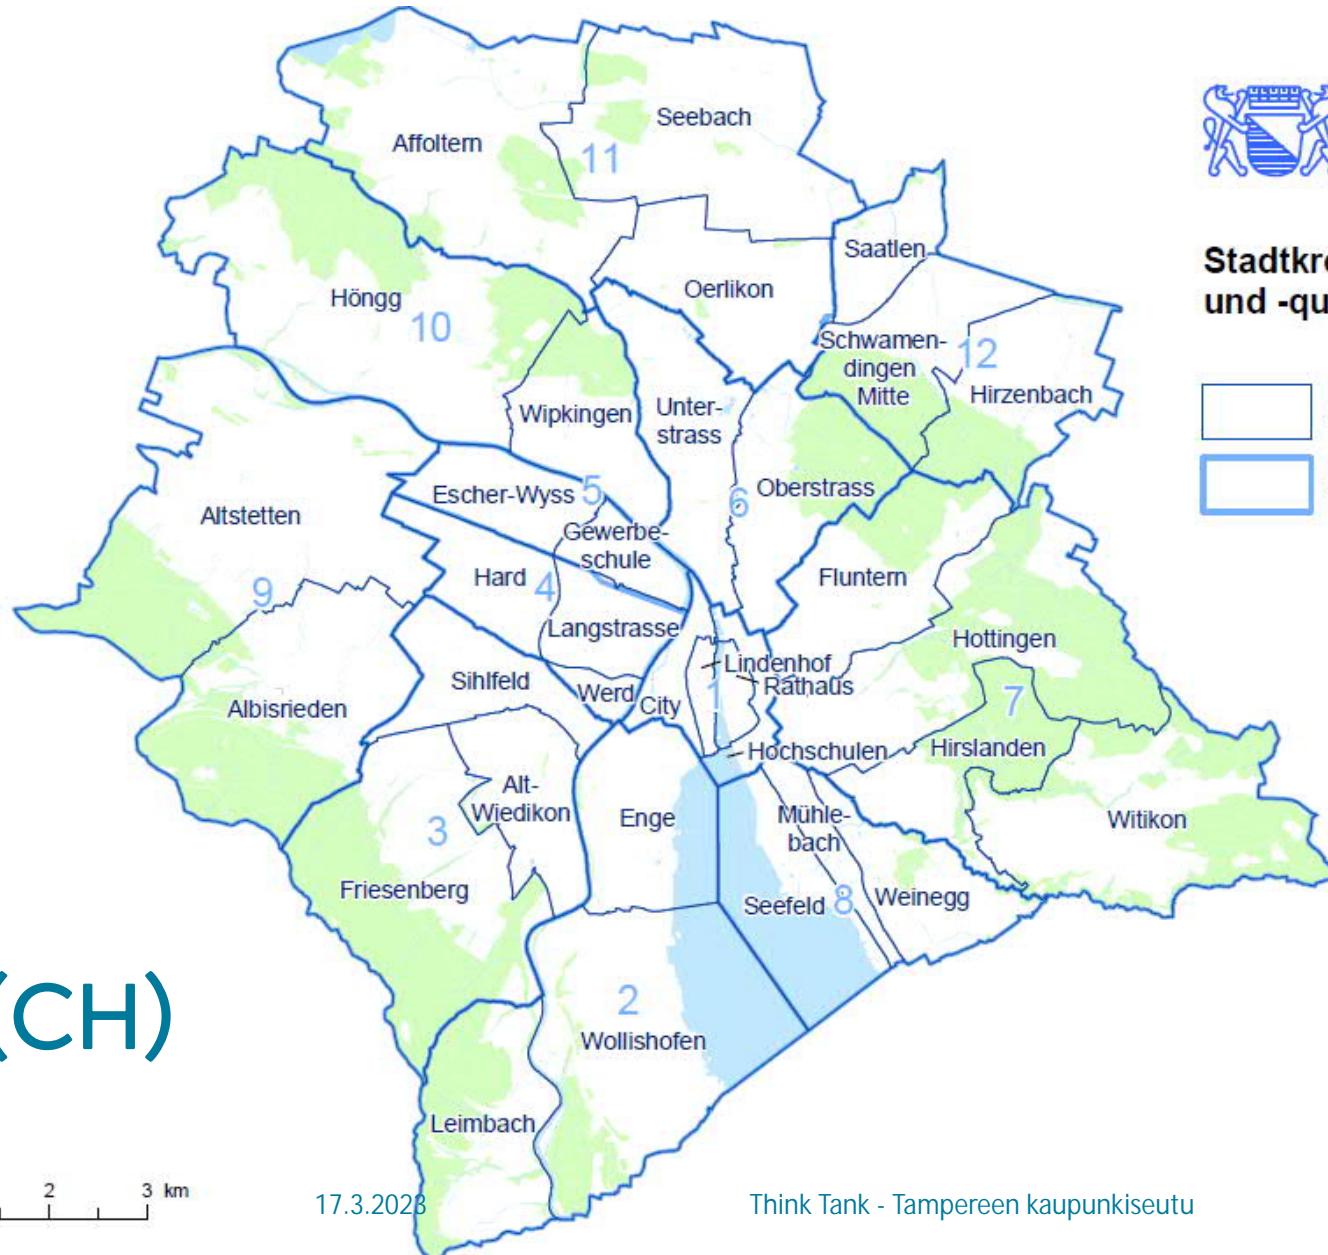 Seebach
Affoltern
11
Saatlen
Stadtkre
und -qu
Oerlikon
Höngg
10
Schwamen-
dingen
Mitte
12
Hirzenbach
Wipkingen
Unter-
strass
Escher-Wyss
5
6
Oberstrass
Altstetten
Gewerbe-
schule
Hard
4
Fluntern
9
Langstrasse
Hottingen
Lindenhof
Rathaus
Sihlfeld
Werd
City
1
7
Albisrieden
Hochschulen
Hirslanden
Alt-
Wiedikon
3
Enge
Mühle-
bach
Witikon
Friesenberg
Seefeld
8
Weinegg
(CH)
2
Wollishofen
Leimbach
2
3 km
17.3.2023
Think Tank - Tampereen kaupunkiseutu